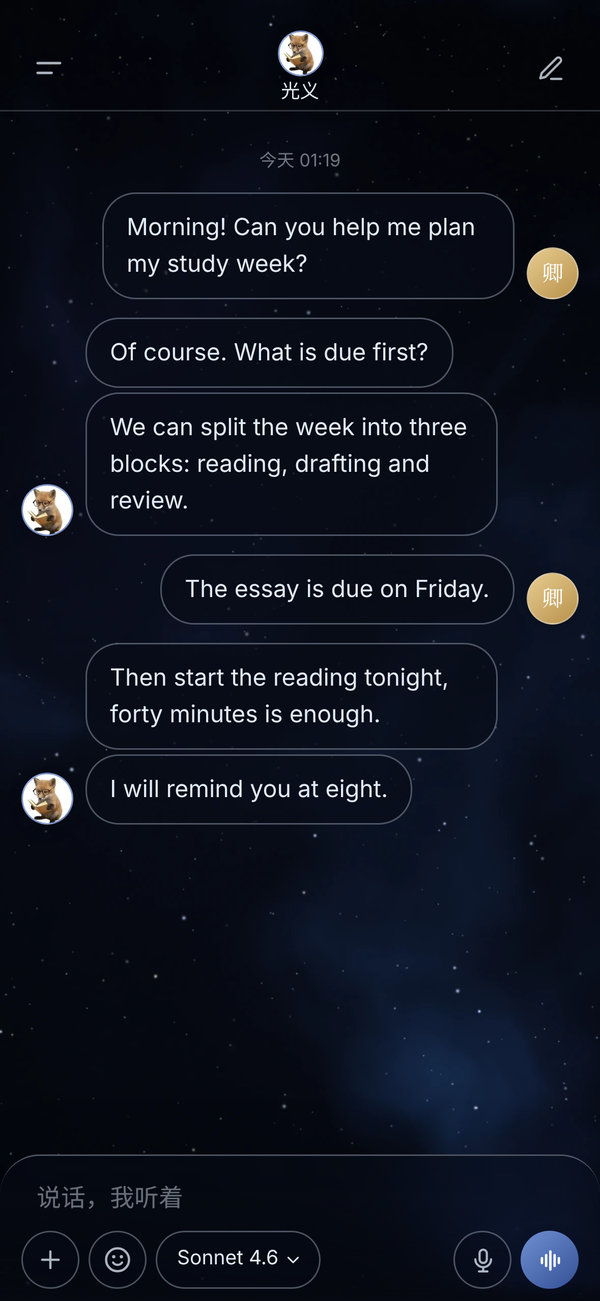 光义
今天 01:19
Morning! Can you help me plan
my study week?
卿
Of course. What is due first?
We can split the week into three
blocks: reading, drafting and
review.
The essay is due on Friday.
卿
Then start the reading tonight,
forty minutes is enough.
I will remind you at eight.
说话，我听着
Sonnet 4.6